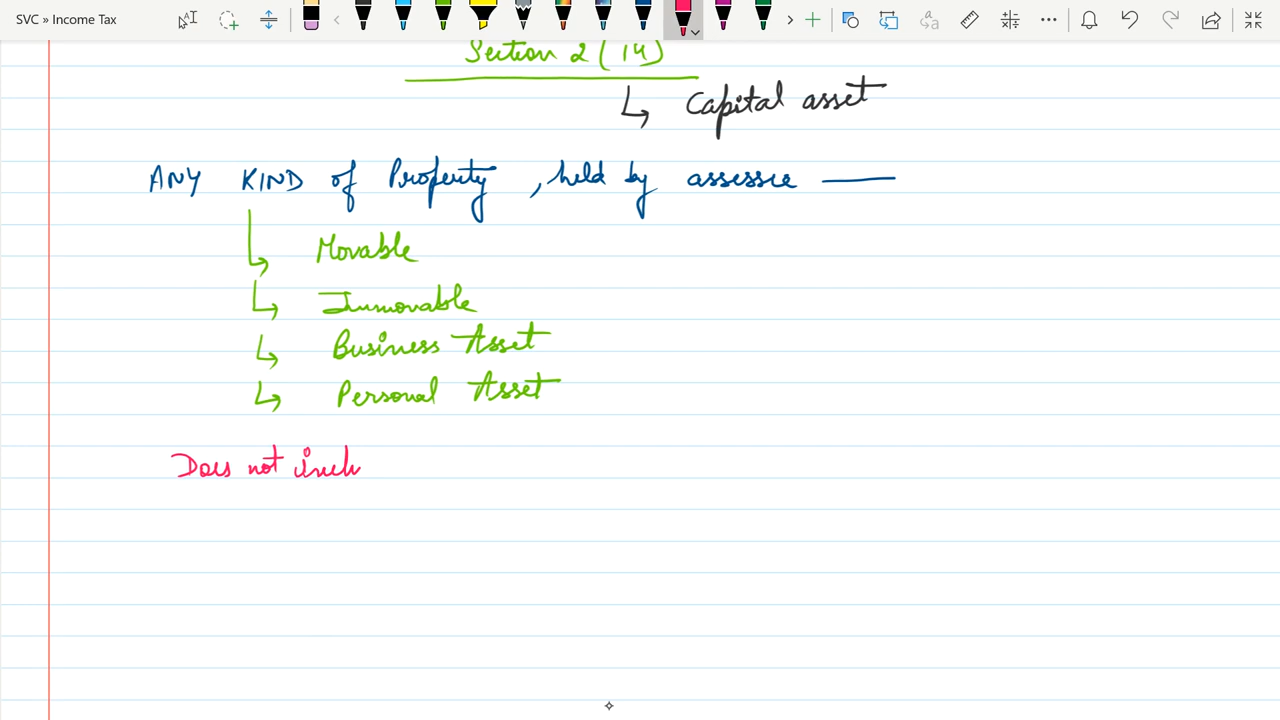 SVC » Income Tax
Section 2 (14)
↳ Capital asset
ANY KIND of Property, held by assessee —
↳ Movable
↳ Immovable
↳ Business Asset
↳ Personal Asset
Does not inclu